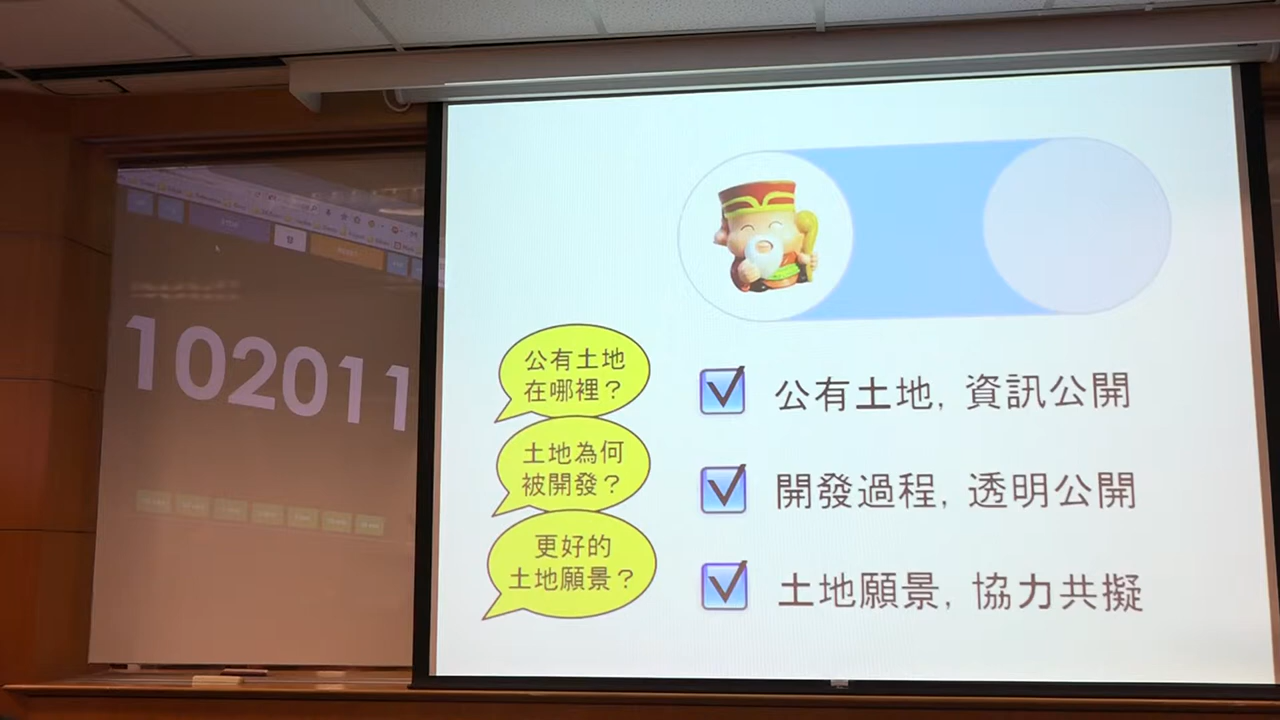 102011
公有土地
在哪裡？
公有土地，資訊公開
土地為何
被開發？
開發過程，透明公開
更好的
土地願景？
土地願景，協力共擬